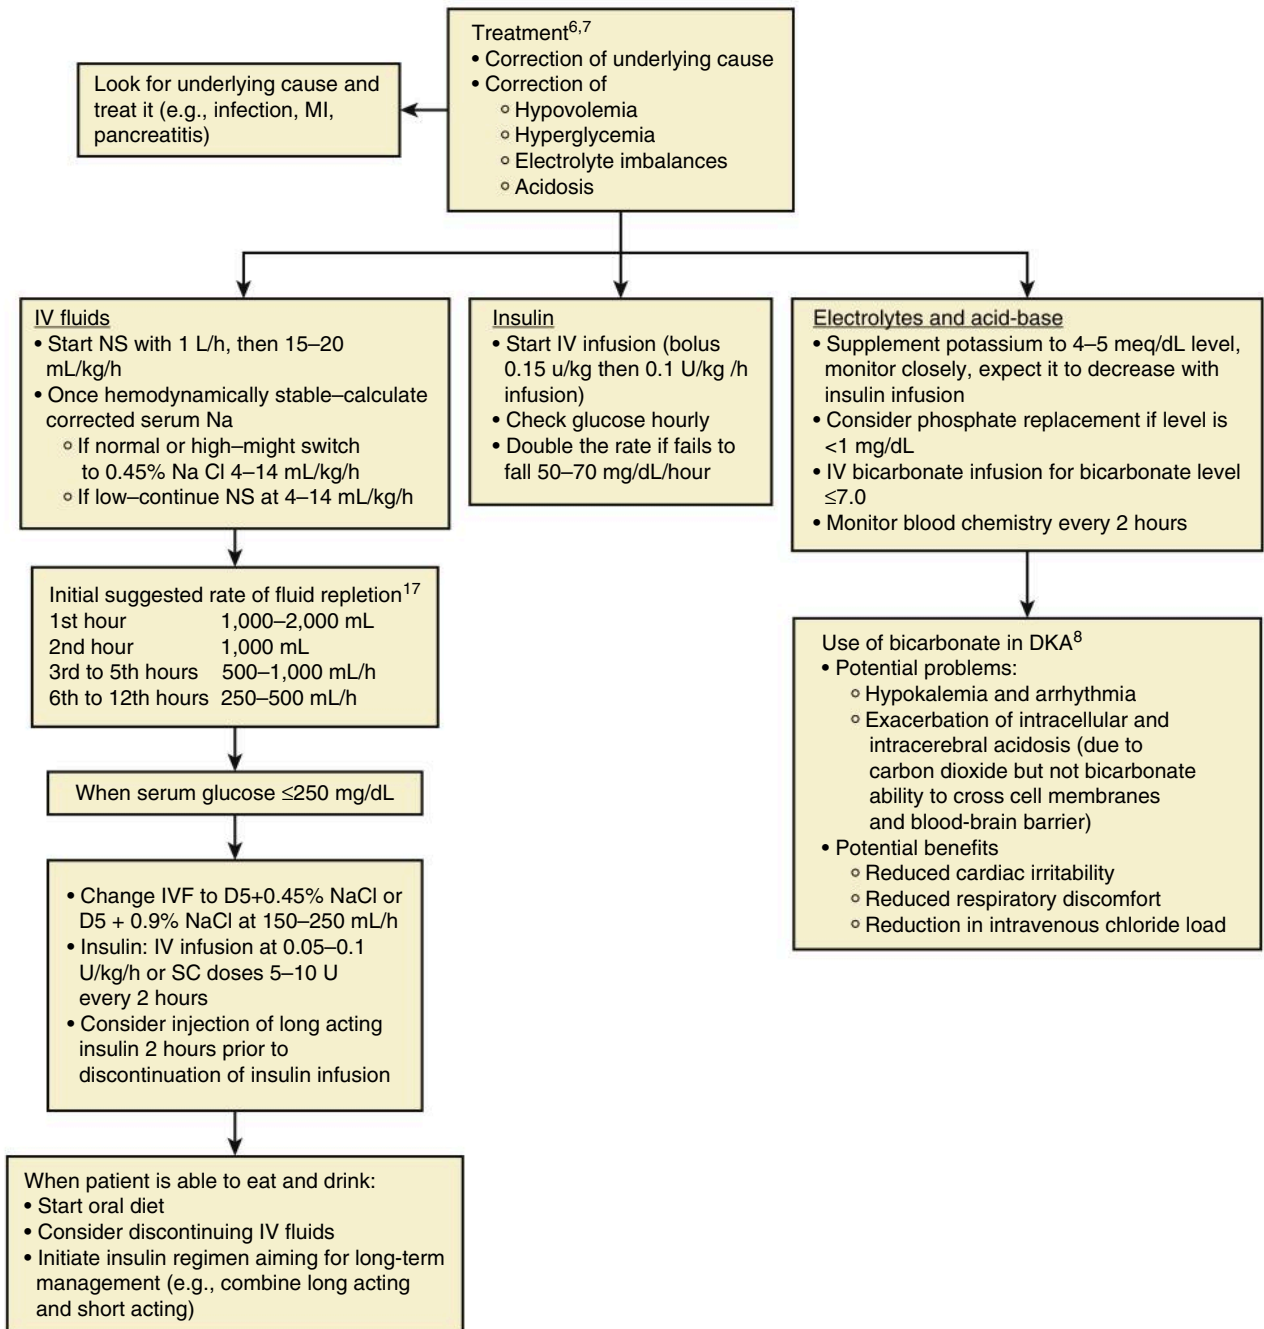 Treatment6,7
• Correction of underlying cause
• Correction of
○ Hypovolemia
○ Hyperglycemia
○ Electrolyte imbalances
○ Acidosis
Look for underlying cause and
treat it (e.g., infection, MI,
pancreatitis)
IV fluids
• Start NS with 1 L/h, then 15–20
mL/kg/h
• Once hemodynamically stable–calculate
corrected serum Na
○ If normal or high–might switch
to 0.45% Na Cl 4–14 mL/kg/h
○ If low–continue NS at 4–14 mL/kg/h
Initial suggested rate of fluid repletion17
1st hour 1,000–2,000 mL
2nd hour 1,000 mL
3rd to 5th hours 500–1,000 mL/h
6th to 12th hours 250–500 mL/h
When serum glucose ≤250 mg/dL
• Change IVF to D5+0.45% NaCl or
D5 + 0.9% NaCl at 150–250 mL/h
• Insulin: IV infusion at 0.05–0.1
U/kg/h or SC doses 5–10 U
every 2 hours
• Consider injection of long acting
insulin 2 hours prior to
discontinuation of insulin infusion
When patient is able to eat and drink:
• Start oral diet
• Consider discontinuing IV fluids
• Initiate insulin regimen aiming for long-term
management (e.g., combine long acting
and short acting)
Insulin
• Start IV infusion (bolus
0.15 u/kg then 0.1 U/kg /h
infusion)
• Check glucose hourly
• Double the rate if fails to
fall 50–70 mg/dL/hour
Electrolytes and acid-base
• Supplement potassium to 4–5 meq/dL level,
monitor closely, expect it to decrease with
insulin infusion
• Consider phosphate replacement if level is
<1 mg/dL
• IV bicarbonate infusion for bicarbonate level
≤7.0
• Monitor blood chemistry every 2 hours
Use of bicarbonate in DKA8
• Potential problems:
○ Hypokalemia and arrhythmia
○ Exacerbation of intracellular and
intracerebral acidosis (due to
carbon dioxide but not bicarbonate
ability to cross cell membranes
and blood-brain barrier)
• Potential benefits
○ Reduced cardiac irritability
○ Reduced respiratory discomfort
○ Reduction in intravenous chloride load